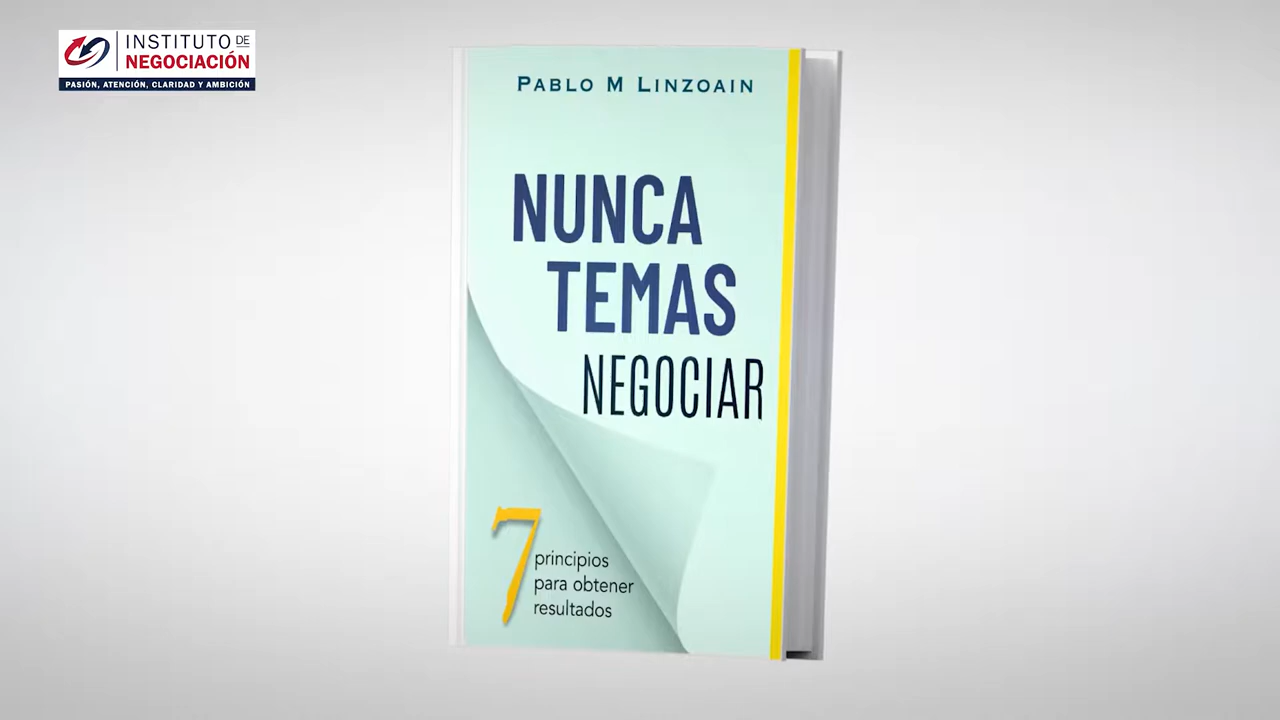 INSTITUTO DE
NEGOCIACIÓN
PASIÓN, ATENCIÓN, CLARIDAD Y AMBICIÓN
PABLO M LINZOAIN
NUNCA
TEMAS
NEGOCIAR
7 principios
para obtener
resultados